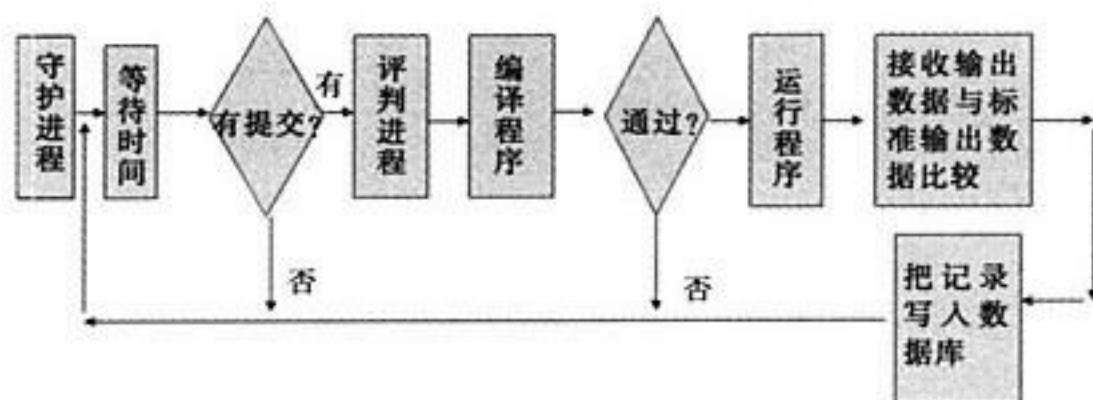 守护进程
等待时间
有提交?
有
评判进程
编译程序
通过?
运行程序
接收输出
数据与标
准输出数
据比较
否
否
把记录
写入数
据库